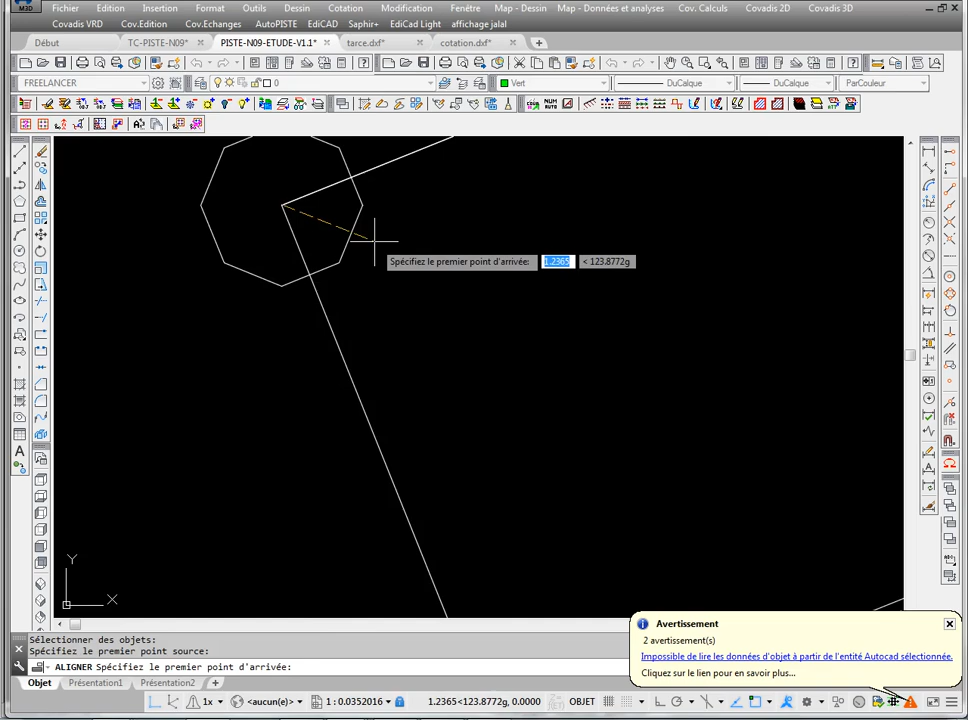 Fichier Edition Insertion Format Outils Dessin Cotation Modification Fenêtre Map - Dessin Map - Données et analyses Cov. Calculs Covadis 2D Covadis 3D
M3D
Covadis VRD Cov.Edition Cov.Echanges AutoPISTE EdiCAD Saphir+ EdiCad Light affichage jalal
Début TC-PISTE-N09* PISTE-N09-ETUDE-V1.1* tarce.dxf* cotation.dxf*
FREELANCER 0 Vert DuCalque DuCalque ParCouleur
Spécifiez le premier point d'arrivée: 1.2365 < 123.8772g
Y
X
Avertissement
2 avertissement(s)
Impossible de lire les données d'objet à partir de l'entité Autocad sélectionnée.
Cliquez sur le lien pour en savoir plus...
Sélectionner des objets:
Spécifiez le premier point source:
ALIGNER Spécifiez le premier point d'arrivée:
Objet Présentation1 Présentation2
1x <aucun(e)> 1 : 0.0352016 1.2365<123.8772g, 0.0000 OBJET